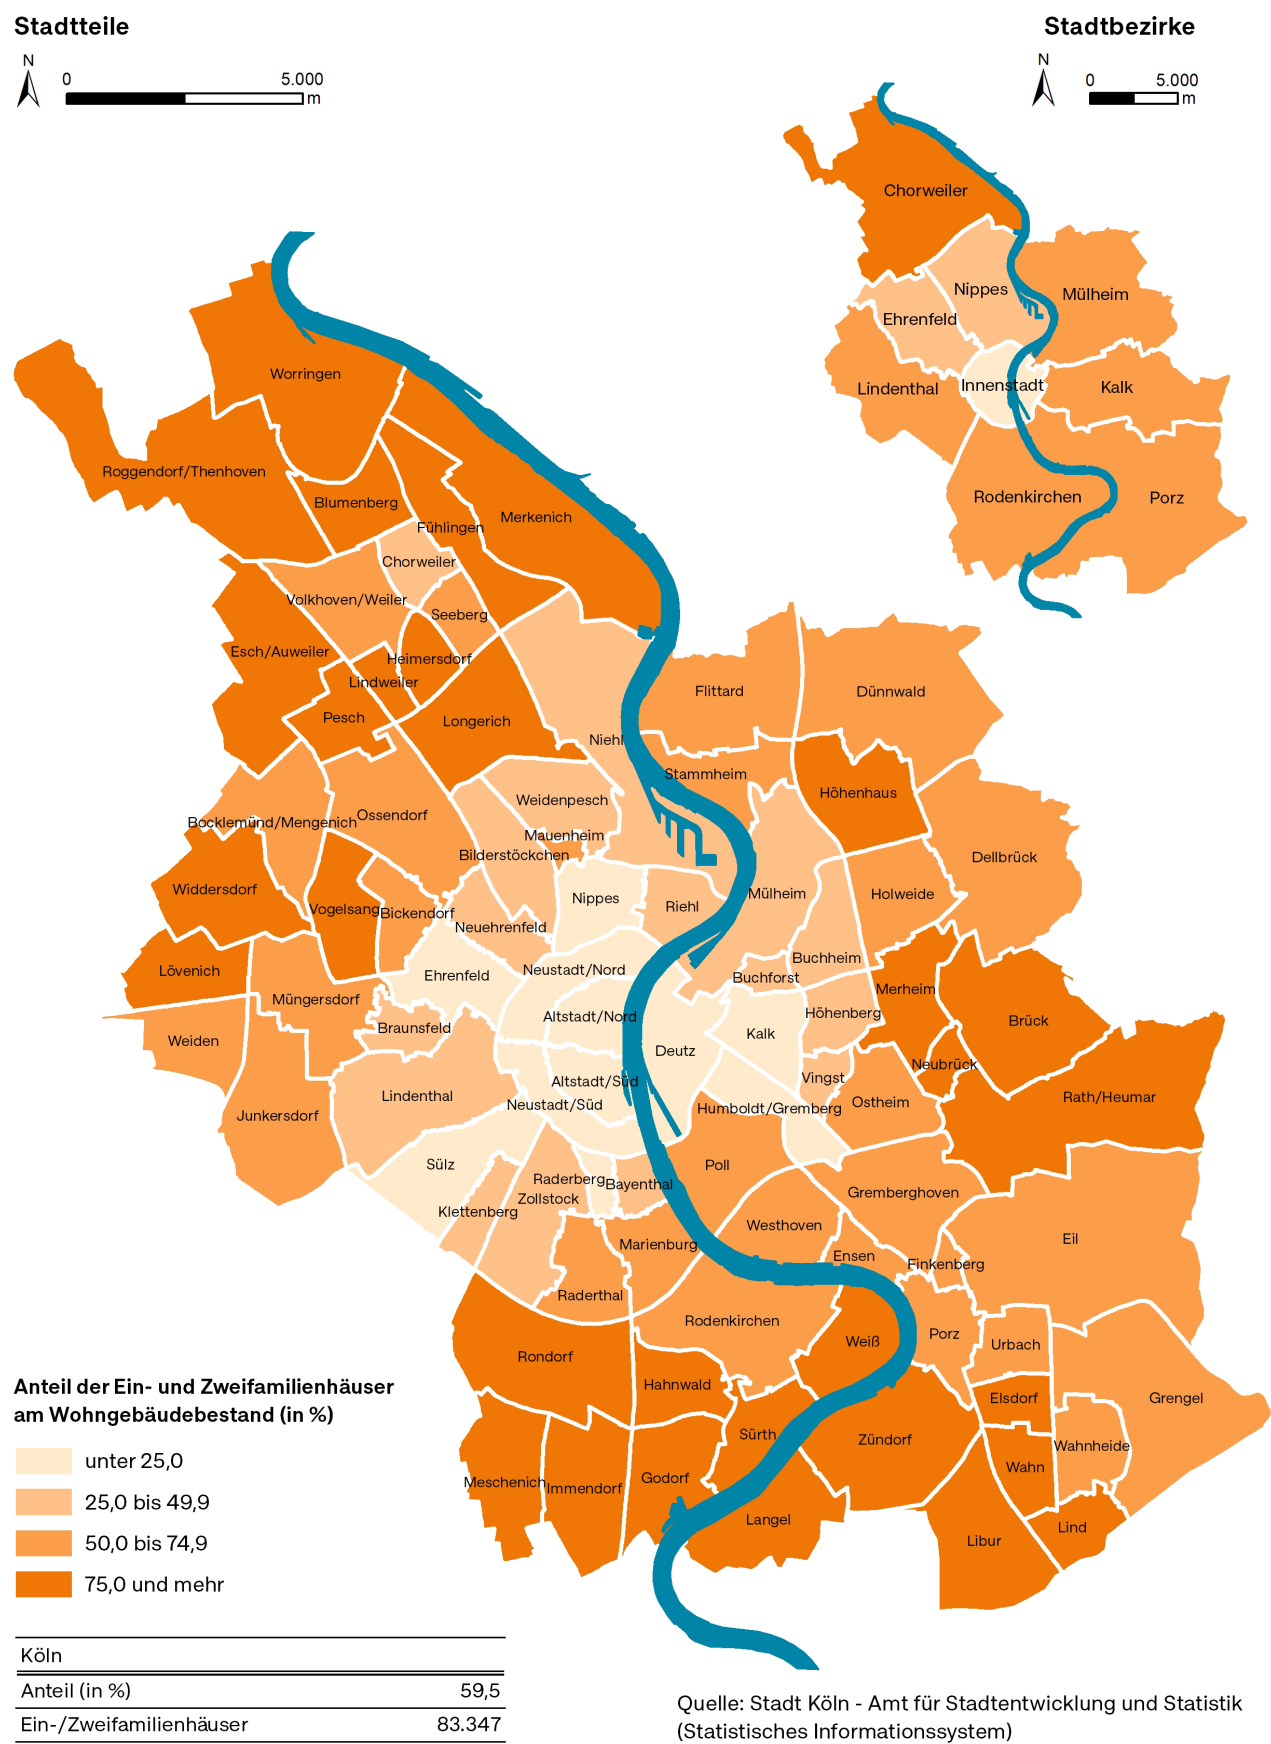 Stadtteile
N
0 5.000
m
Stadtbezirke
N
0 5.000
m
Chorweiler
Nippes
Mülheim
Ehrenfeld
Lindenthal
Innenstadt
Kalk
Rodenkirchen
Porz
Worringen
Roggendorf/Thenhoven
Blumenberg
Merkenich
Fühlingen
Chorweiler
Volkhoven/Weiler
Seeberg
Esch/Auweiler
Heimersdorf
Lindweiler
Pesch
Longerich
Flittard
Dünnwald
Niehl
Stammheim
Höhenhaus
Weidenpesch
Ossendorf
Bocklemünd/Mengenich
Mauenheim
Bilderstöckchen
Dellbrück
Widdersdorf
Nippes
Mülheim
Holweide
Vogelsang
Bickendorf
Riehl
Neuehrenfeld
Lövenich
Ehrenfeld
Neustadt/Nord
Buchheim
Buchforst
Merheim
Müngersdorf
Altstadt/Nord
Höhenberg
Brück
Braunsfeld
Kalk
Weiden
Deutz
Neubrück
Altstadt/Süd
Vingst
Lindenthal
Neustadt/Süd
Humboldt/Gremberg
Ostheim
Rath/Heumar
Junkersdorf
Sülz
Poll
Raderberg
Bayenthal
Zollstock
Gremberghoven
Klettenberg
Westhoven
Marienburg
Eil
Ensen
Finkenberg
Raderthal
Rodenkirchen
Porz
Weiß
Urbach
Rondorf
Hahnwald
Elsdorf
Grengel
Sürth
Zündorf
Wahnheide
Wahn
Meschenich
Immendorf
Godorf
Langel
Lind
Libur
Anteil der Ein- und Zweifamilienhäuser
am Wohngebäudebestand (in %)
unter 25,0
25,0 bis 49,9
50,0 bis 74,9
75,0 und mehr
Köln
Anteil (in %) 59,5
Ein-/Zweifamilienhäuser 83.347
Quelle: Stadt Köln - Amt für Stadtentwicklung und Statistik
(Statistisches Informationssystem)